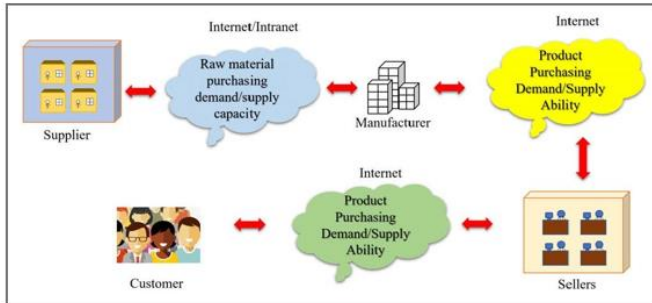 Internet/Intranet
Internet
Raw material
purchasing
demand/supply
capacity
Product
Purchasing
Demand/Supply
Ability
Supplier
Manufacturer
Internet
Product
Purchasing
Demand/Supply
Ability
Customer
Sellers